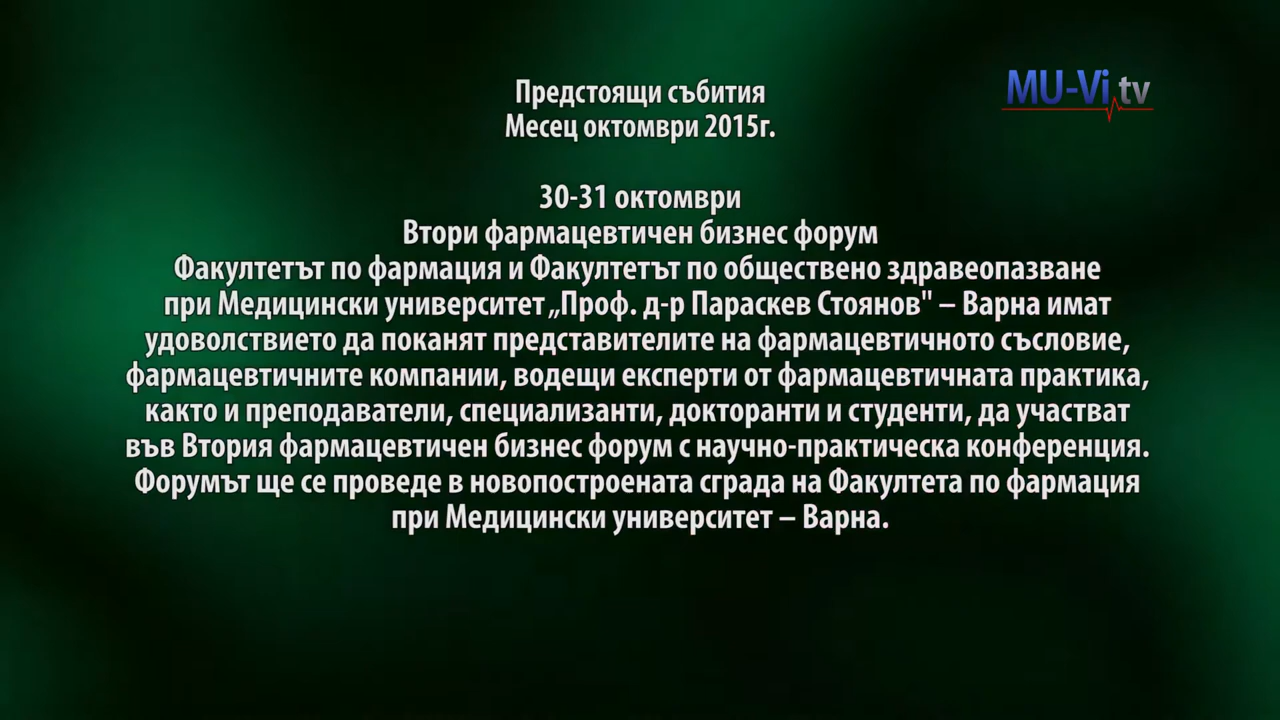 MU-Vi.tv
Предстоящи събития
Месец октомври 2015г.
30-31 октомври
Втори фармацевтичен бизнес форум
Факултетът по фармация и Факултетът по обществено здравеопазване
при Медицински университет „Проф. д-р Параскев Стоянов" – Варна имат
удоволствието да поканят представителите на фармацевтичното съсловие,
фармацевтичните компании, водещи експерти от фармацевтичната практика,
както и преподаватели, специализанти, докторанти и студенти, да участват
във Втория фармацевтичен бизнес форум с научно-практическа конференция.
Форумът ще се проведе в новопостроената сграда на Факултета по фармация
при Медицински университет – Варна.